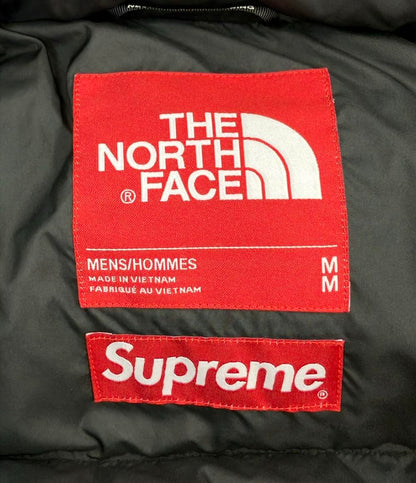 THE
NORTH
FACE®
MENS/HOMMES M
MADE IN VIETNAM M
FABRIQUÉ AU VIETNAM
Supreme®